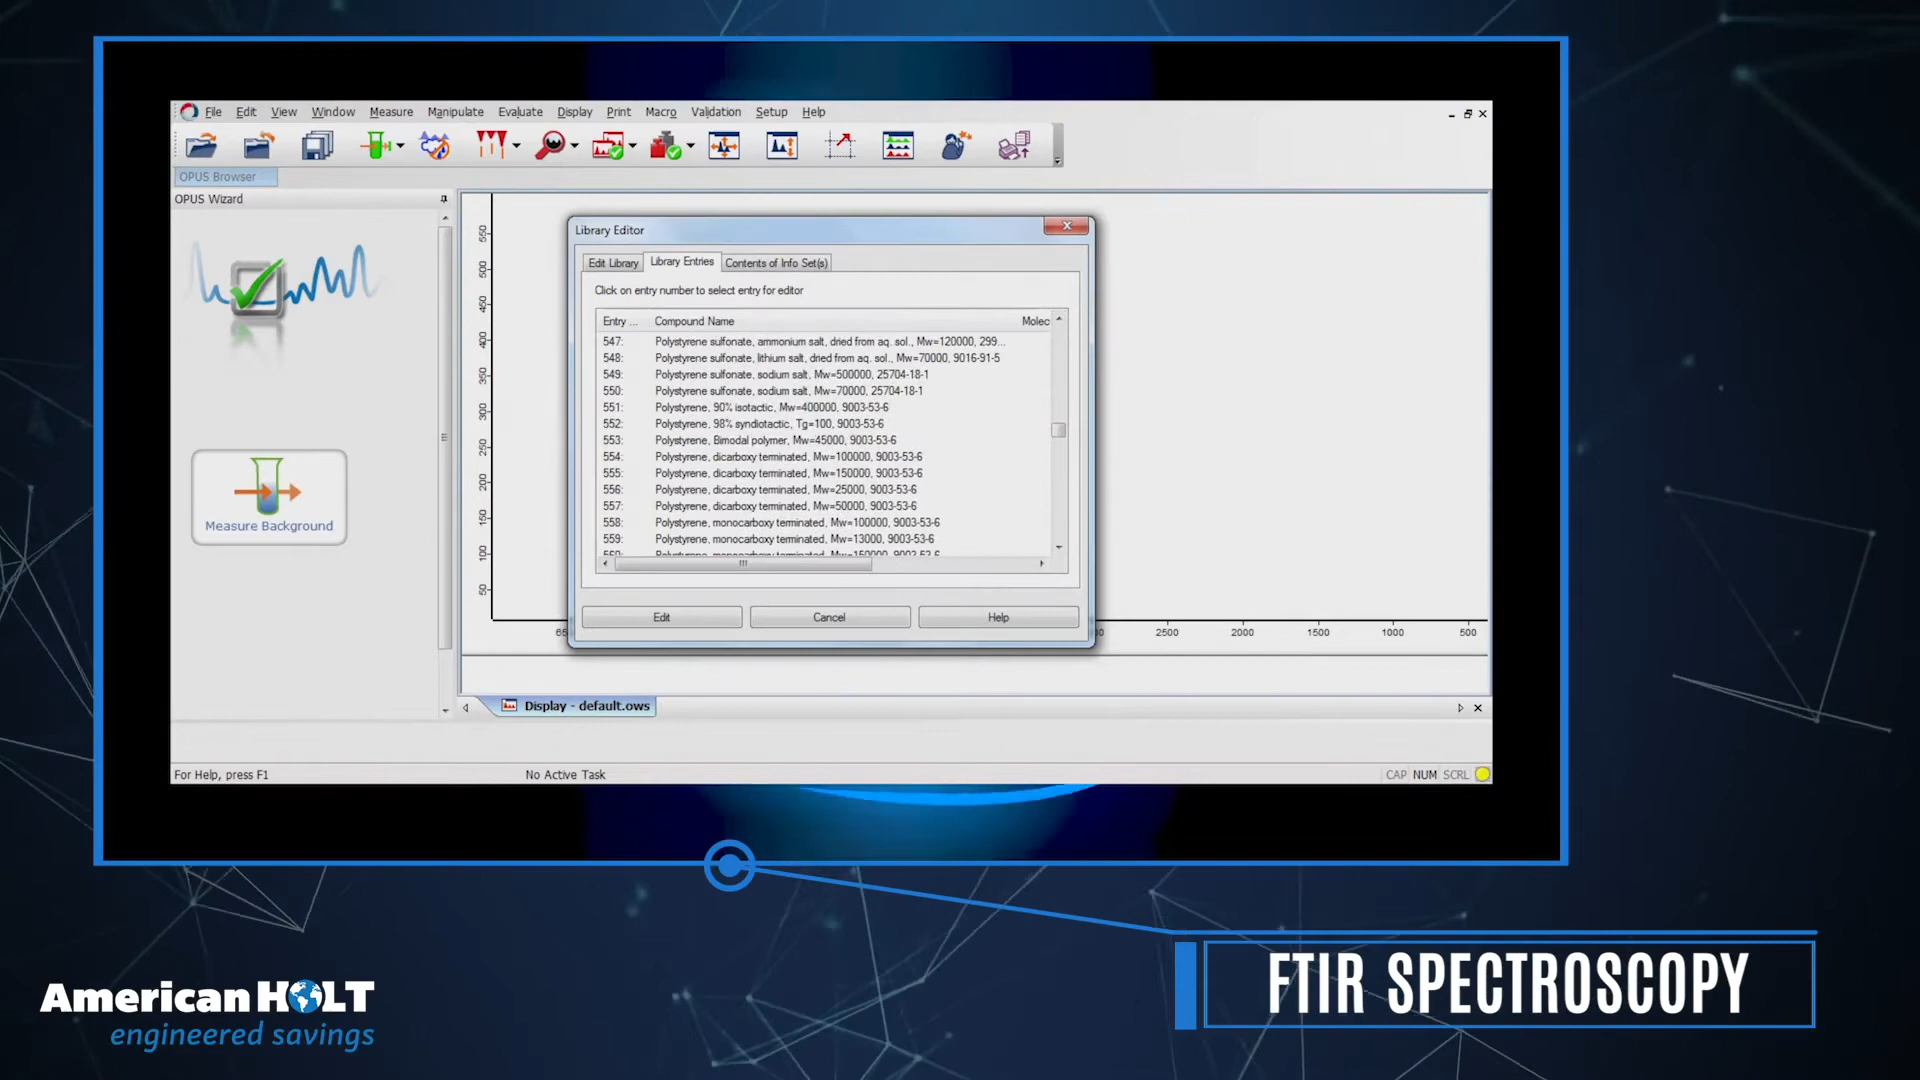 File Edit View Window Measure Manipulate Evaluate Display Print Macro Validation Setup Help
OPUS Browser
OPUS Wizard
Measure Background
550
500
450
400
350
300
250
200
150
100
50
Library Editor
Edit Library Library Entries Contents of Info Set(s)
Click on entry number to select entry for editor
Entry ... Compound Name Molec
547: Polystyrene sulfonate, ammonium salt, dried from aq. sol., Mw=120000, 299...
548: Polystyrene sulfonate, lithium salt, dried from aq. sol., Mw=70000, 9016-91-5
549: Polystyrene sulfonate, sodium salt, Mw=500000, 25704-18-1
550: Polystyrene sulfonate, sodium salt, Mw=70000, 25704-18-1
551: Polystyrene, 90% isotactic, Mw=400000, 9003-53-6
552: Polystyrene, 98% syndiotactic, Tg=100, 9003-53-6
553: Polystyrene, Bimodal polymer, Mw=45000, 9003-53-6
554: Polystyrene, dicarboxy terminated, Mw=100000, 9003-53-6
555: Polystyrene, dicarboxy terminated, Mw=150000, 9003-53-6
556: Polystyrene, dicarboxy terminated, Mw=25000, 9003-53-6
557: Polystyrene, dicarboxy terminated, Mw=50000, 9003-53-6
558: Polystyrene, monocarboxy terminated, Mw=100000, 9003-53-6
559: Polystyrene, monocarboxy terminated, Mw=13000, 9003-53-6
560: Polystyrene, monocarboxy terminated, Mw=150000, 9003-53-6
Edit Cancel Help
2500 2000 1500 1000 500
Display - default.ows
For Help, press F1 No Active Task CAP NUM SCRL
FTIR SPECTROSCOPY
American HOLT
engineered savings